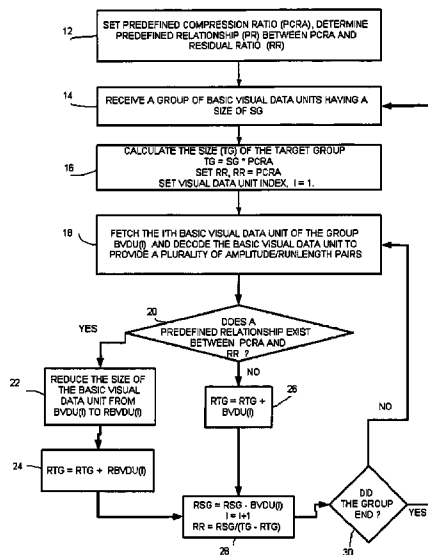 12
SET PREDEFINED COMPRESSION RATIO (PCRA), DETERMINE
PREDEFINED RELATIONSHIP (PR) BETWEEN PCRA AND
RESIDUAL RATIO (RR)
14
RECEIVE A GROUP OF BASIC VISUAL DATA UNITS HAVING A
SIZE OF SG
16
CALCULATE THE SIZE (TG) OF THE TARGET GROUP
TG = SG * PCRA
SET RR, RR = PCRA
SET VISUAL DATA UNIT INDEX, I = 1.
18
FETCH THE I'TH BASIC VISUAL DATA UNIT OF THE GROUP
BVDU(I) AND DECODE THE BASIC VISUAL DATA UNIT TO
PROVIDE A PLURALITY OF AMPLITUDE/RUNLENGTH PAIRS
20
DOES A
PREDEFINED RELATIONSHIP EXIST
BETWEEN PCRA AND
RR ?
YES
NO
22
REDUCE THE SIZE OF
THE BASIC VISUAL
DATA UNIT FROM
BVDU(I) TO RBVDU(I)
26
RTG = RTG +
BVDU(I)
24
RTG = RTG + RBVDU(I)
RSG = RSG - BVDU(I)
I = I+1
RR = RSG/(TG - RTG)
28
NO
DID
THE GROUP
END ?
YES
30